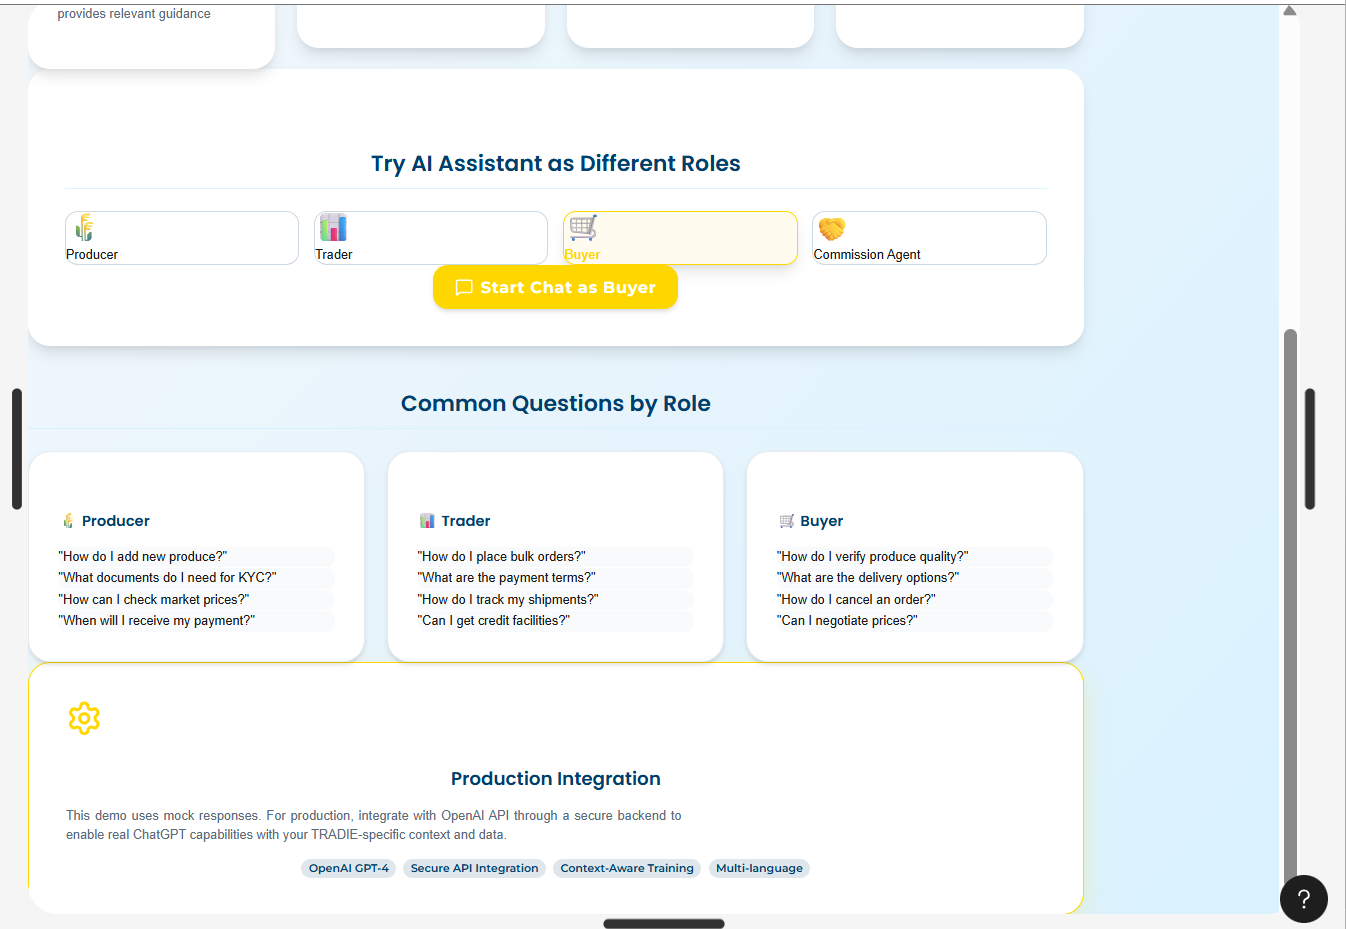 provides relevant guidance
Try AI Assistant as Different Roles
Producer
Trader
Buyer
Commission Agent
Start Chat as Buyer
Common Questions by Role
Producer
"How do I add new produce?"
"What documents do I need for KYC?"
"How can I check market prices?"
"When will I receive my payment?"
Trader
"How do I place bulk orders?"
"What are the payment terms?"
"How do I track my shipments?"
"Can I get credit facilities?"
Buyer
"How do I verify produce quality?"
"What are the delivery options?"
"How do I cancel an order?"
"Can I negotiate prices?"
Production Integration
This demo uses mock responses. For production, integrate with OpenAI API through a secure backend to
enable real ChatGPT capabilities with your TRADIE-specific context and data.
OpenAI GPT-4
Secure API Integration
Context-Aware Training
Multi-language
?